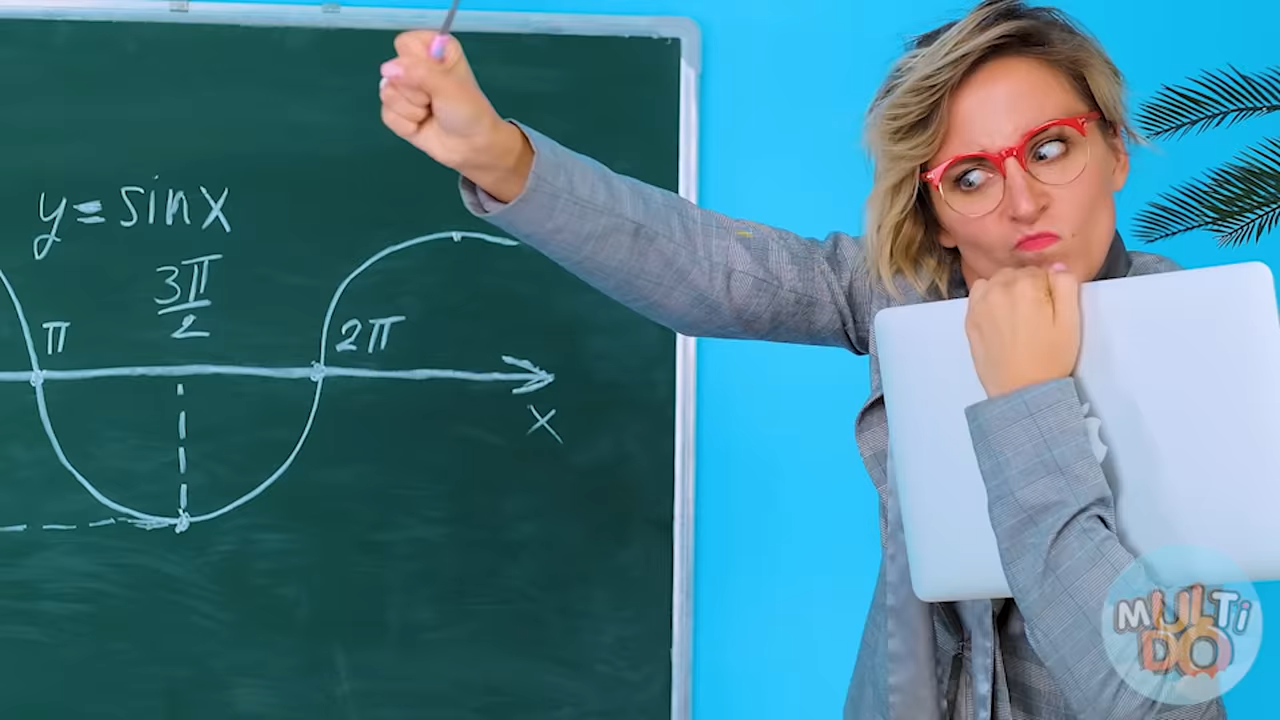 y = sin x
3π
2
π
2π
x
MULTi
DO